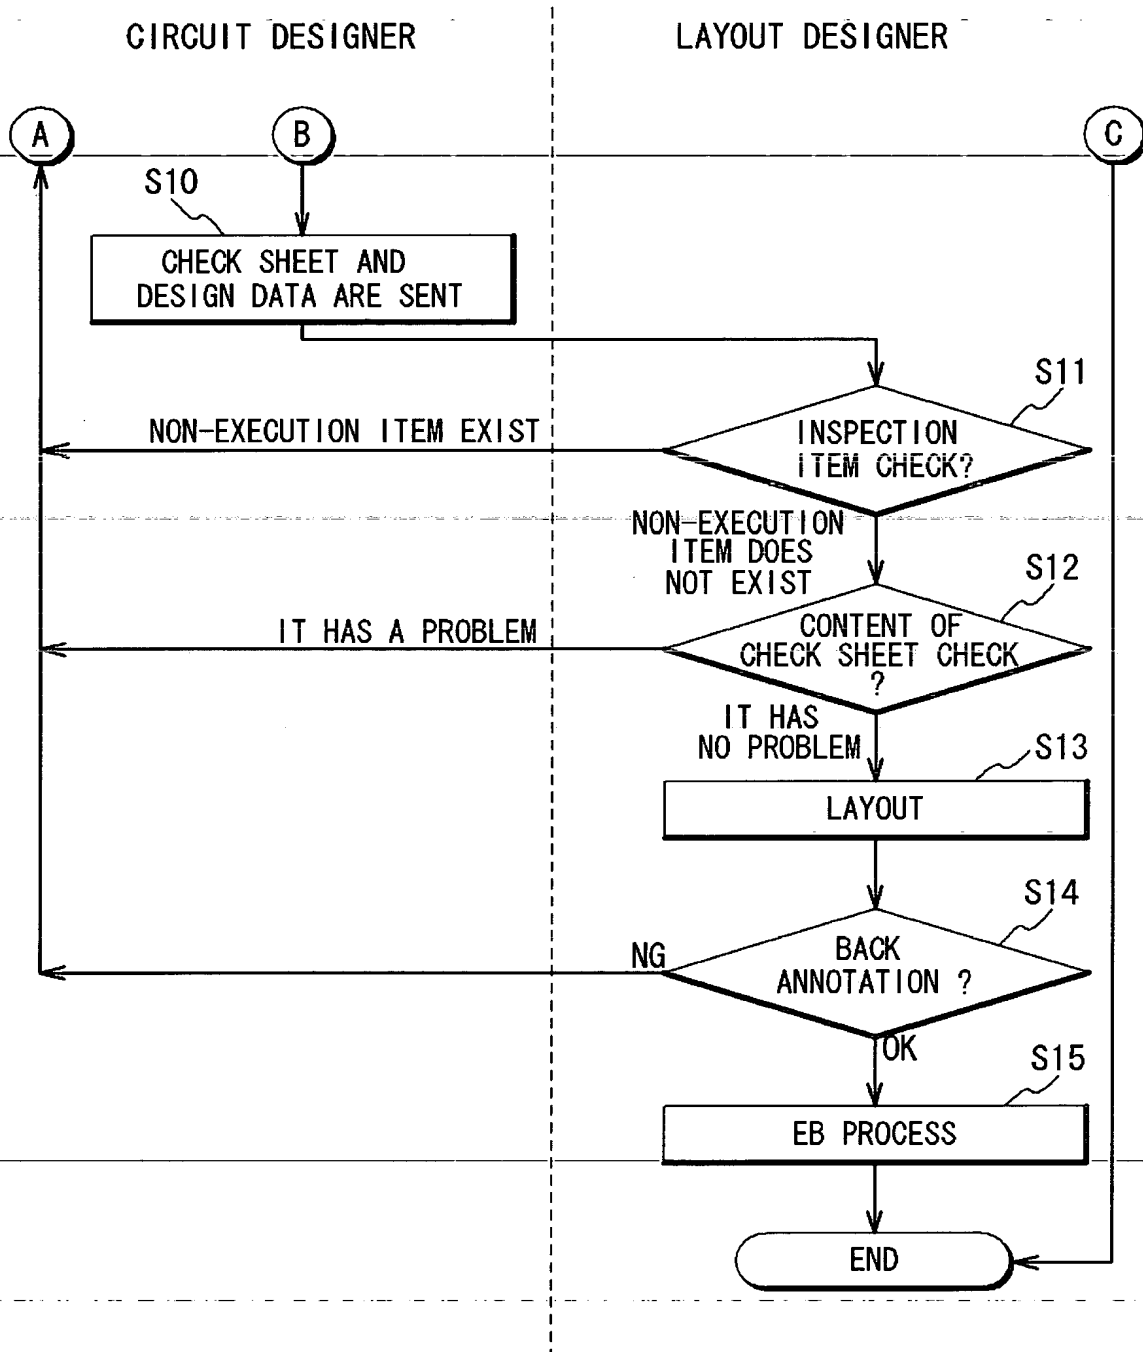 CIRCUIT DESIGNER
LAYOUT DESIGNER
A
B
C
S10
CHECK SHEET AND
DESIGN DATA ARE SENT
S11
INSPECTION
ITEM CHECK?
NON-EXECUTION ITEM EXIST
NON-EXECUTION
ITEM DOES
NOT EXIST
S12
CONTENT OF
CHECK SHEET CHECK
?
IT HAS A PROBLEM
IT HAS
NO PROBLEM
S13
LAYOUT
S14
BACK
ANNOTATION ?
NG
OK
S15
EB PROCESS
END